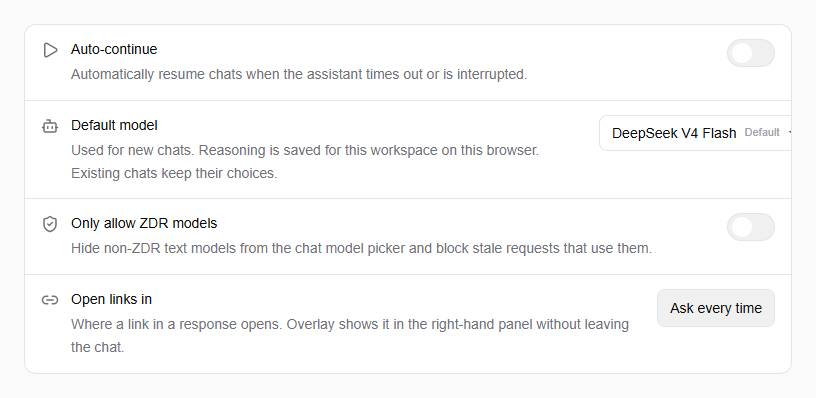 Auto-continue
Automatically resume chats when the assistant times out or is interrupted.
Default model
DeepSeek V4 Flash Default
Used for new chats. Reasoning is saved for this workspace on this browser.
Existing chats keep their choices.
Only allow ZDR models
Hide non-ZDR text models from the chat model picker and block stale requests that use them.
Open links in
Ask every time
Where a link in a response opens. Overlay shows it in the right-hand panel without leaving
the chat.